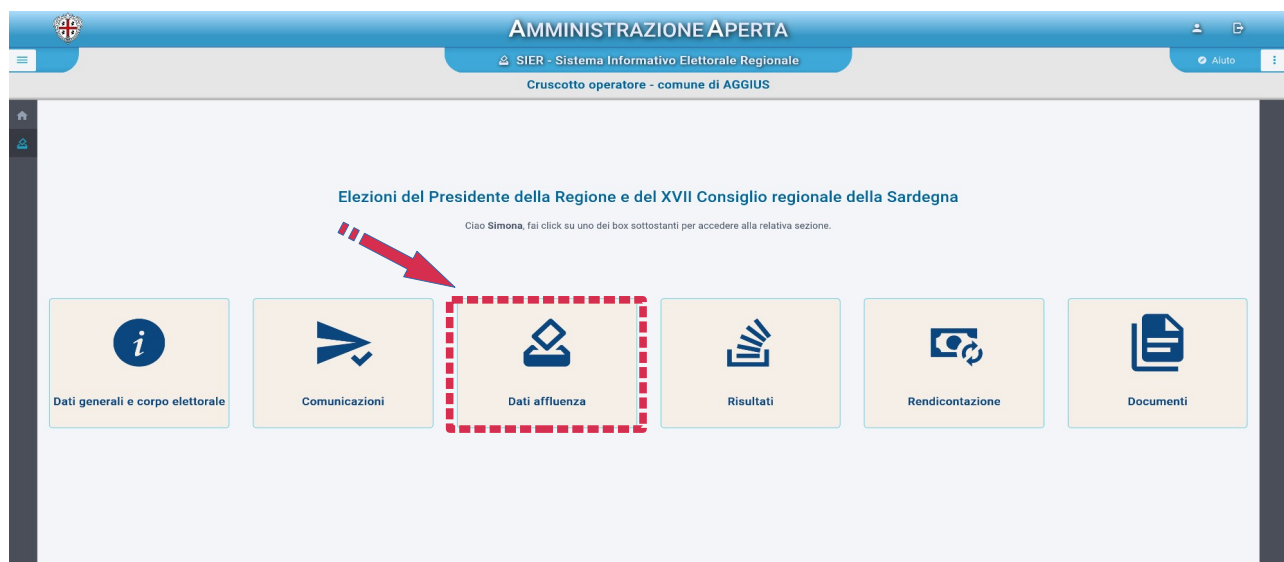 AMMINISTRAZIONE APERTA
SIER - Sistema Informativo Elettorale Regionale
Aiuto
Cruscotto operatore - comune di AGGIUS
Elezioni del Presidente della Regione e del XVII Consiglio regionale della Sardegna
Ciao Simona, fai click su uno dei box sottostanti per accedere alla relativa sezione.
Dati generali e corpo elettorale
Comunicazioni
Dati affluenza
Risultati
Rendicontazione
Documenti